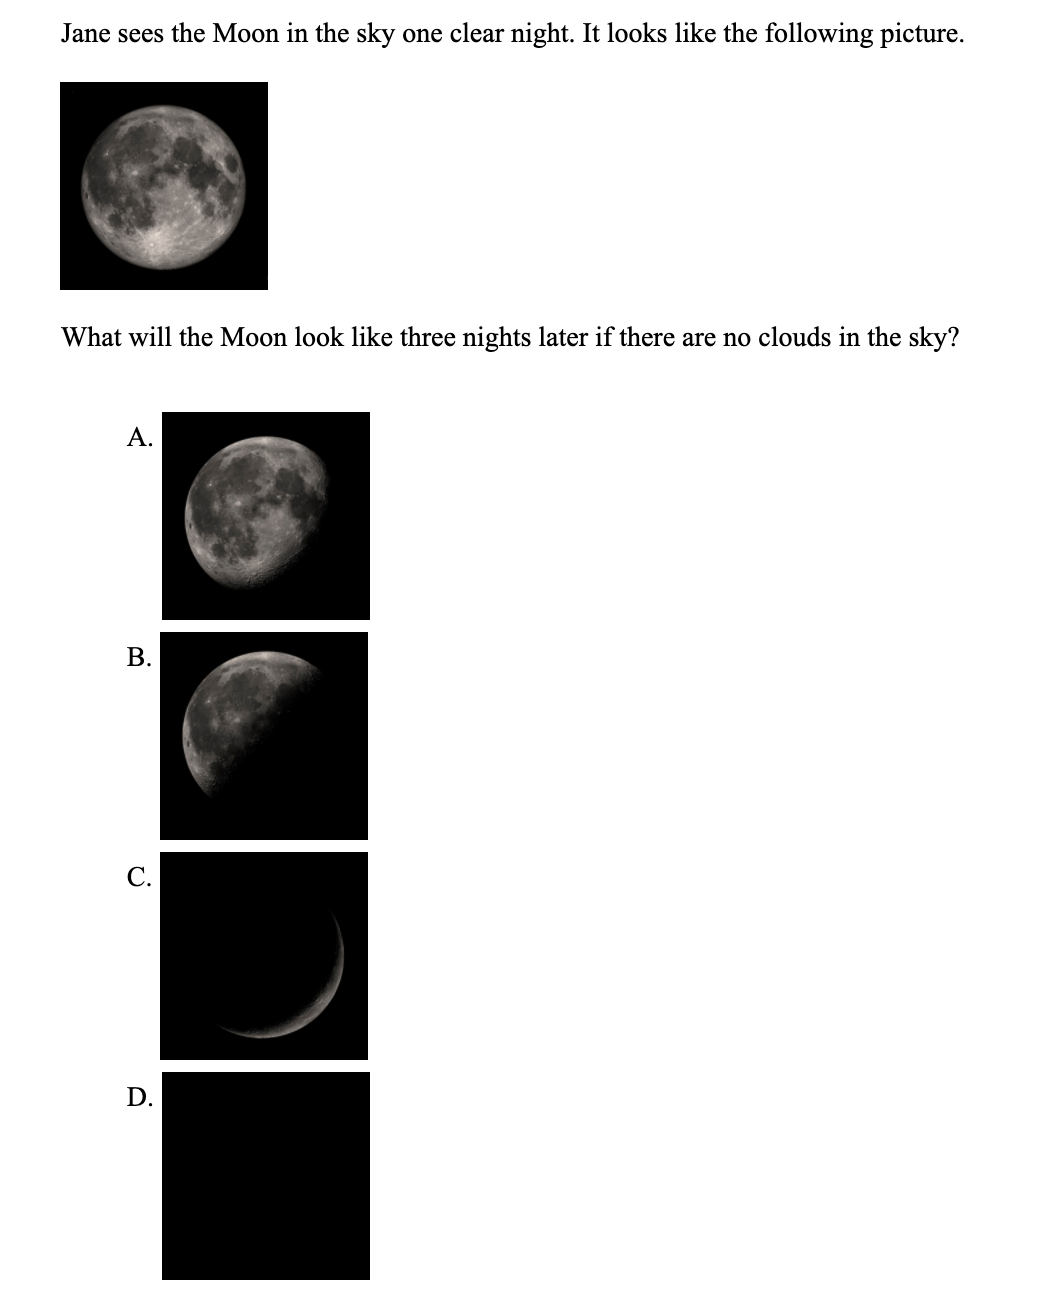 Jane sees the Moon in the sky one clear night. It looks like the following picture.
What will the Moon look like three nights later if there are no clouds in the sky?
A.
B.
C.
D.